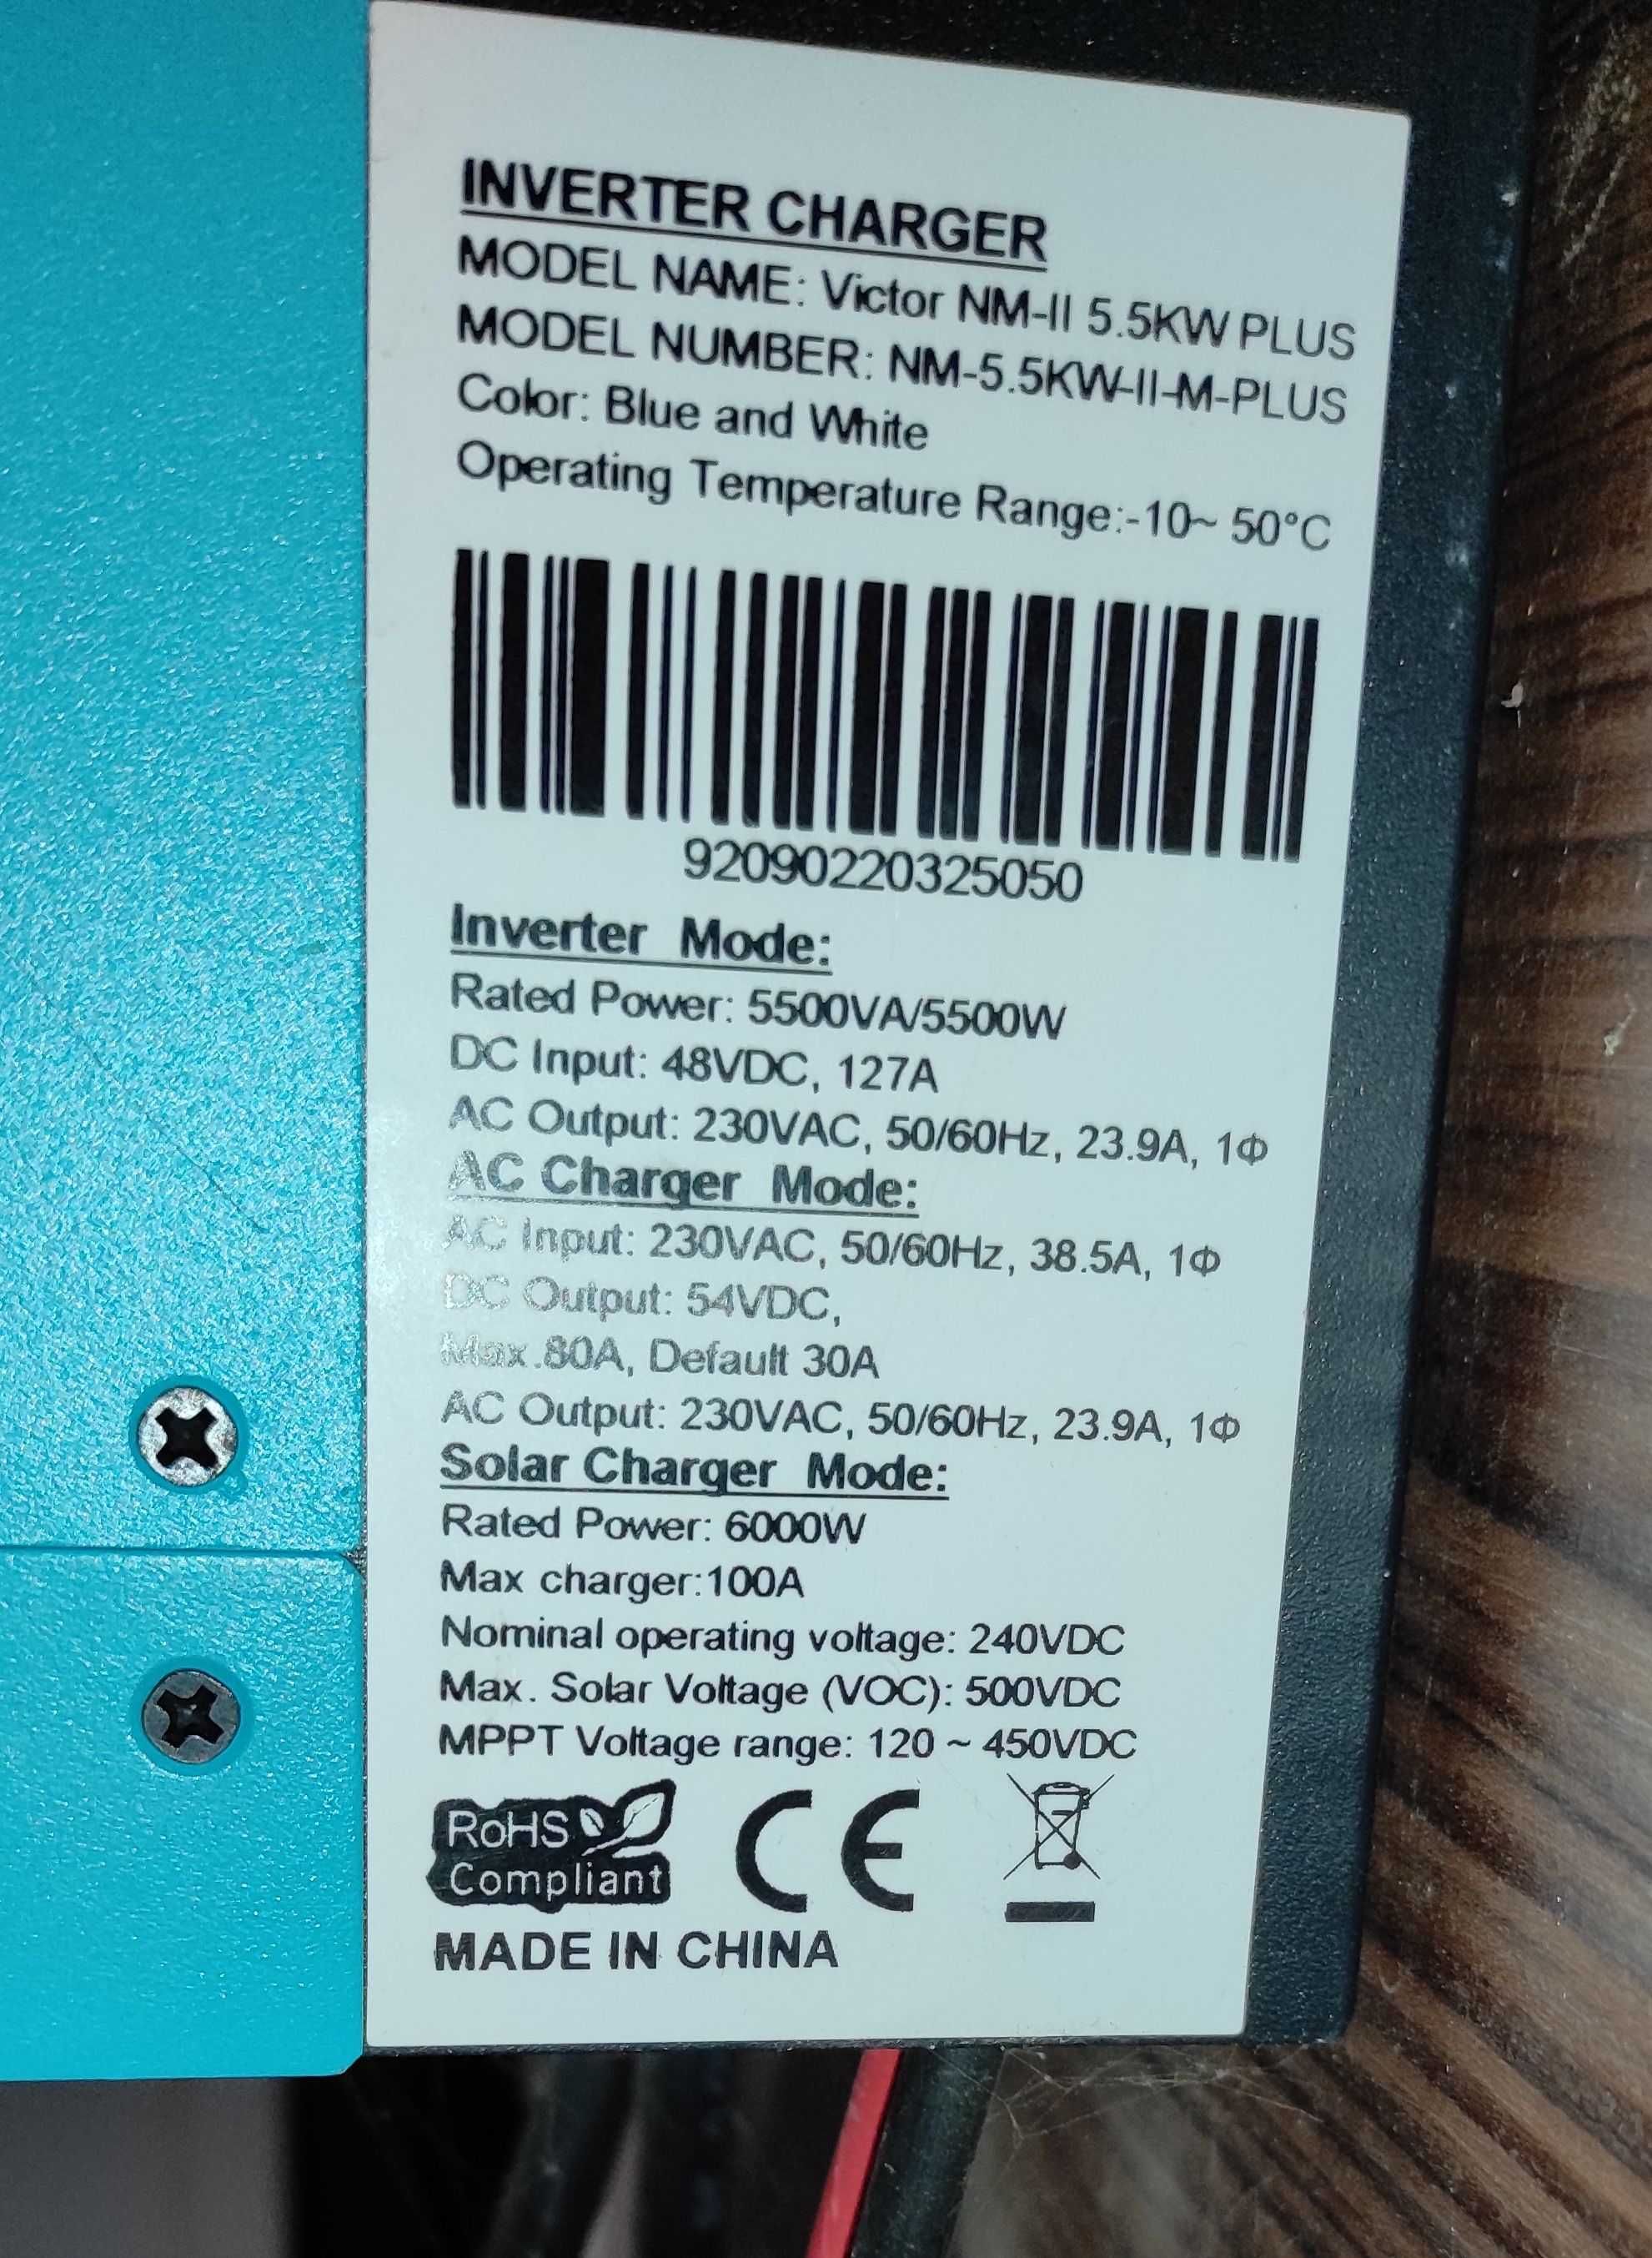 INVERTER CHARGER
MODEL NAME: Victor NM-II 5.5KW PLUS
MODEL NUMBER: NM-5.5KW-II-M-PLUS
Color: Blue and White
Operating Temperature Range:-10~ 50°C
92090220325050
Inverter Mode:
Rated Power: 5500VA/5500W
DC Input: 48VDC, 127A
AC Output: 230VAC, 50/60Hz, 23.9A, 1Φ
AC Charger Mode:
AC Input: 230VAC, 50/60Hz, 38.5A, 1Φ
DC Output: 54VDC,
Max.80A, Default 30A
AC Output: 230VAC, 50/60Hz, 23.9A, 1Φ
Solar Charger Mode:
Rated Power: 6000W
Max charger:100A
Nominal operating voltage: 240VDC
Max. Solar Voltage (VOC): 500VDC
MPPT Voltage range: 120 ~ 450VDC
RoHS
Compliant
CE
MADE IN CHINA